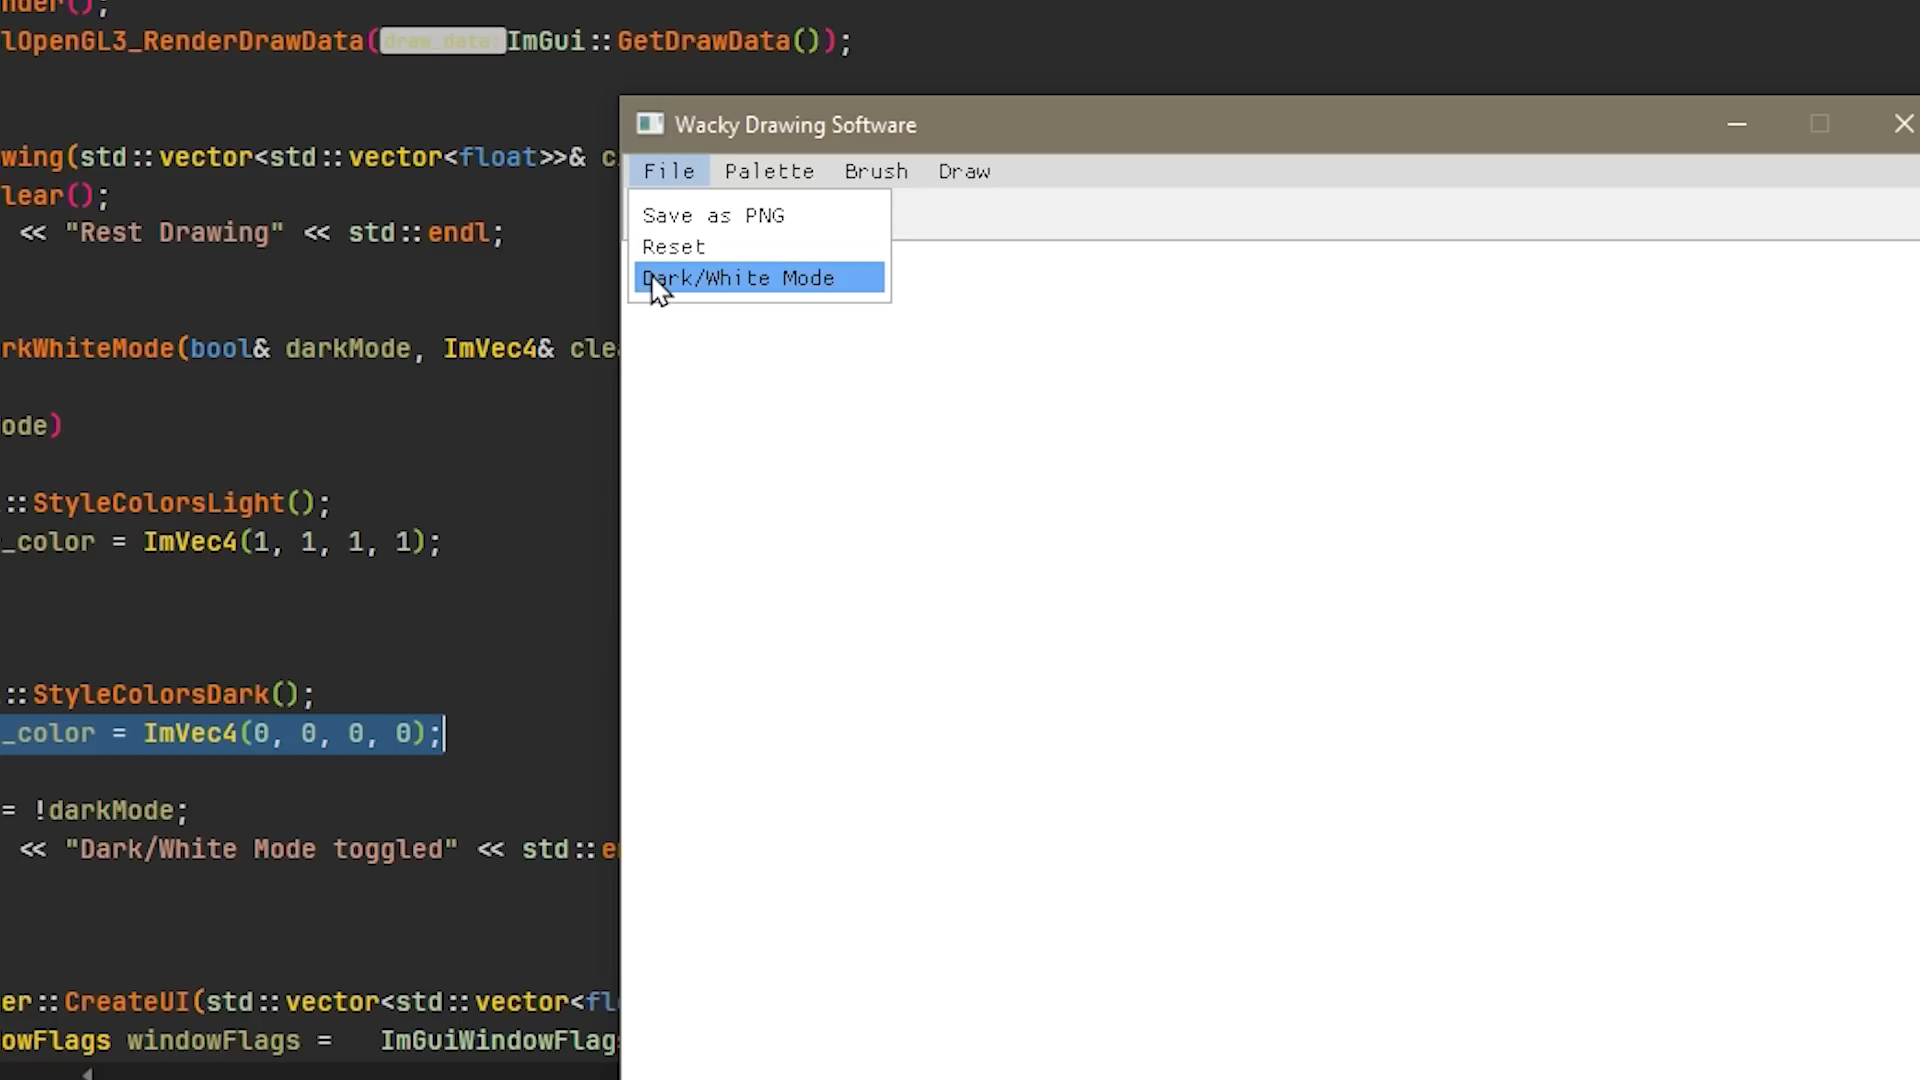 nder();
lOpenGL3_RenderDrawData(draw_data: ImGui::GetDrawData());
wing(std::vector<std::vector<float>>& c
lear();
<< "Rest Drawing" << std::endl;
rkWhiteMode(bool& darkMode, ImVec4& cle
ode)
::StyleColorsLight();
_color = ImVec4(1, 1, 1, 1);
::StyleColorsDark();
_color = ImVec4(0, 0, 0, 0);
= !darkMode;
<< "Dark/White Mode toggled" << std::e
er::CreateUI(std::vector<std::vector<fl
owFlags windowFlags = ImGuiWindowFlag
Wacky Drawing Software
File Palette Brush Draw
Save as PNG
Reset
Dark/White Mode